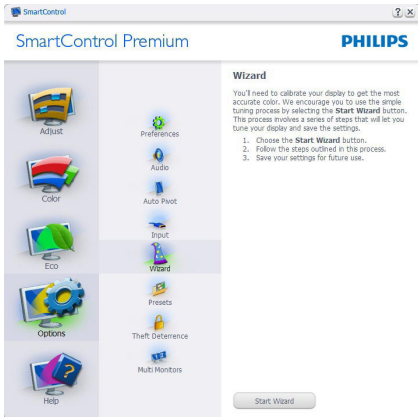 SmartControl
SmartControl Premium
PHILIPS
Adjust
Color
Eco
Options
Help
Preferences
Audio
Auto Pivot
Input
Wizard
Presets
Theft Deterrence
Multi Monitors
Wizard
You'll need to calibrate your display to get the most
accurate color. We encourage you to use the simple
tuning process by selecting the Start Wizard button.
This process involves a series of steps that will let you
tune your display and save the settings.
1. Choose the Start Wizard button.
2. Follow the steps outlined in this process.
3. Save your settings for future use.
Start Wizard